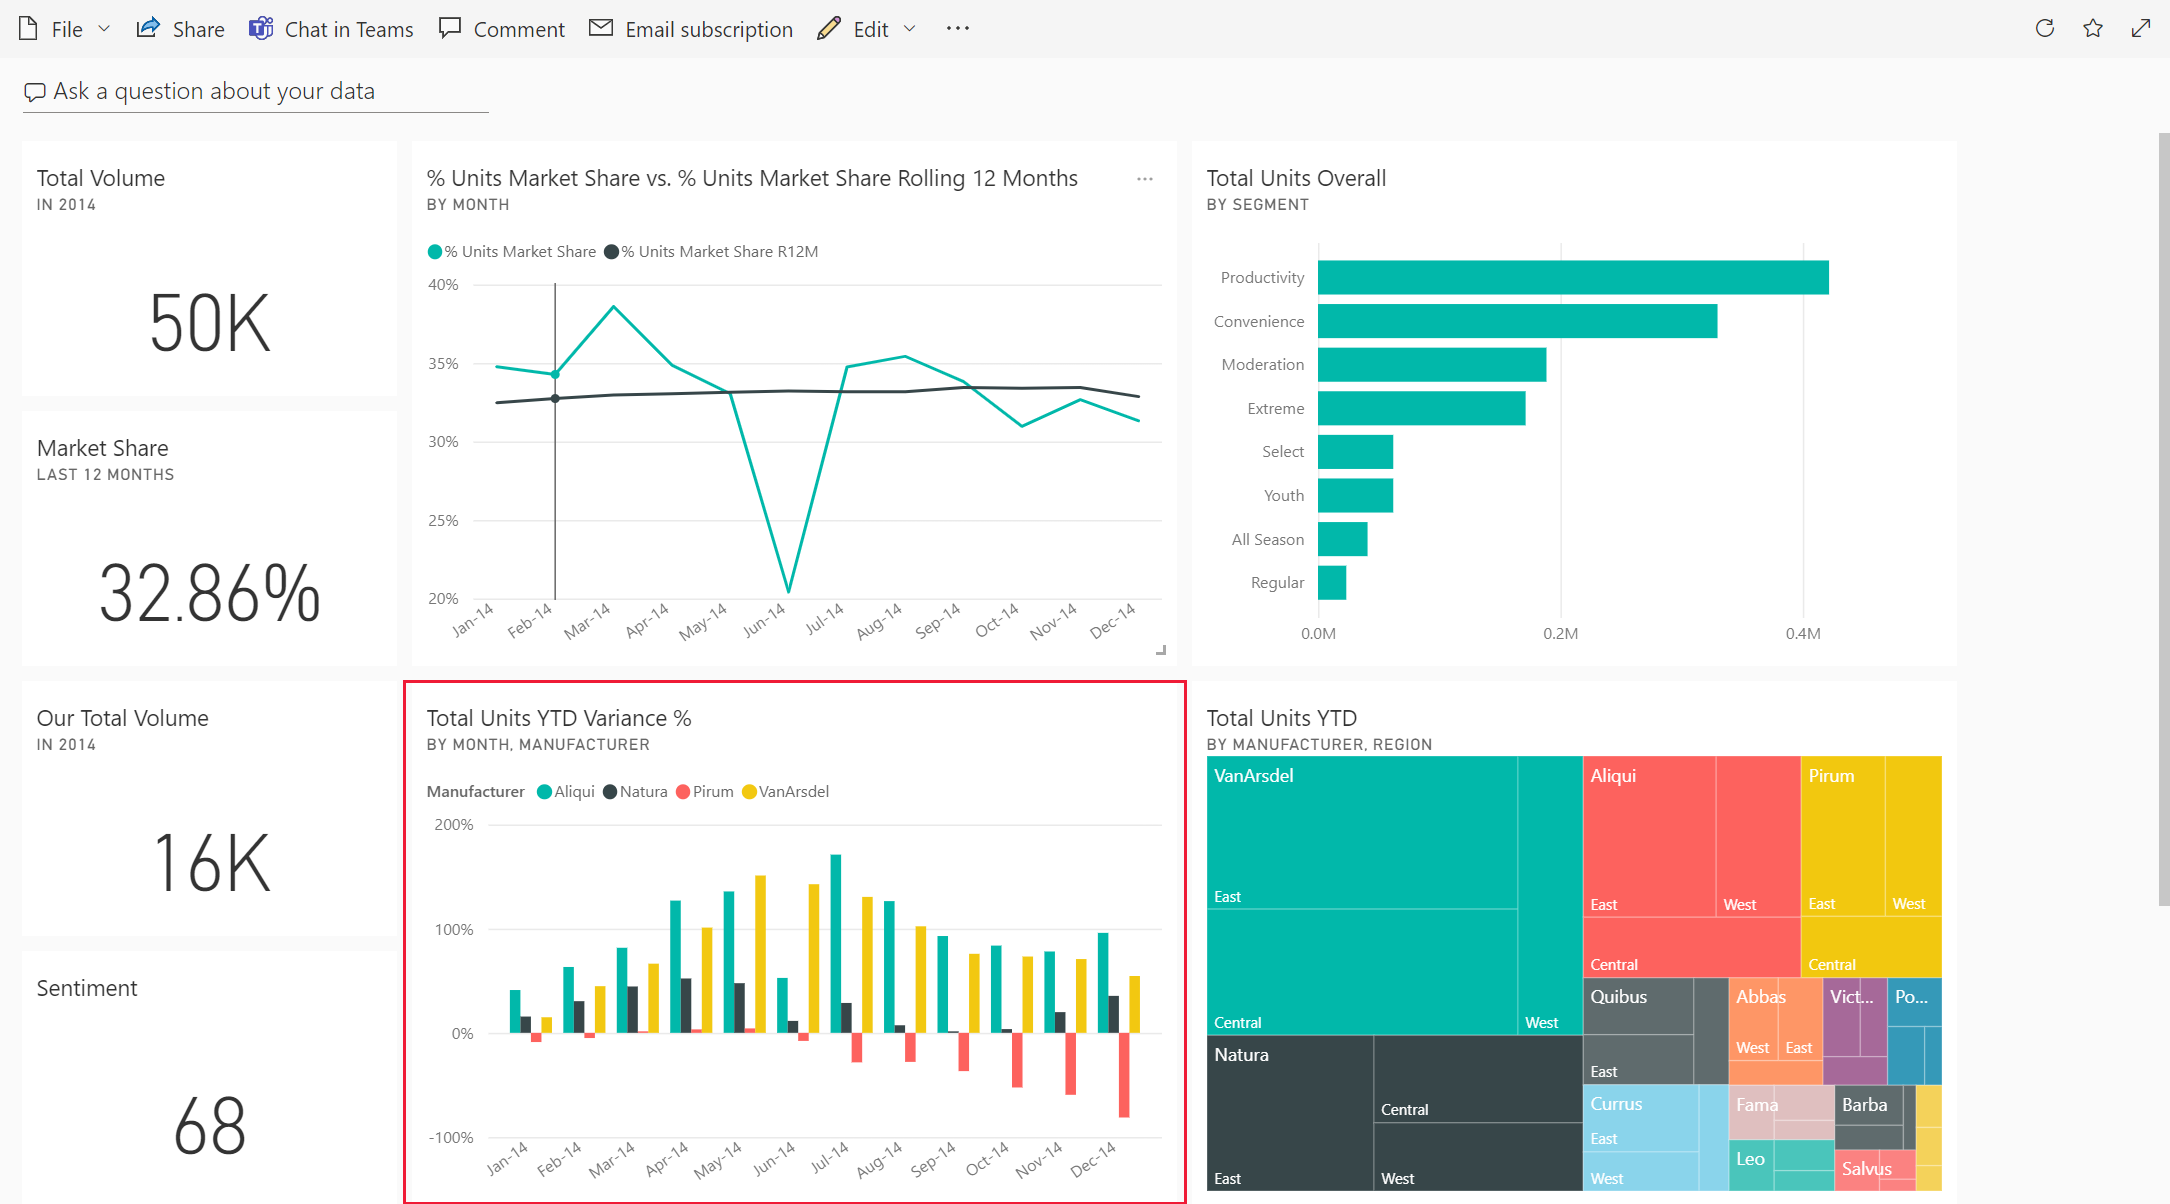 File
Share
Chat in Teams
Comment
Email subscription
Edit
Ask a question about your data
Total Volume
IN 2014
50K
Market Share
LAST 12 MONTHS
32.86%
Our Total Volume
IN 2014
16K
Sentiment
68
% Units Market Share vs. % Units Market Share Rolling 12 Months
BY MONTH
% Units Market Share % Units Market Share R12M
40%
35%
30%
25%
20%
Jan-14 Feb-14 Mar-14 Apr-14 May-14 Jun-14 Jul-14 Aug-14 Sep-14 Oct-14 Nov-14 Dec-14
Total Units Overall
BY SEGMENT
Productivity
Convenience
Moderation
Extreme
Select
Youth
All Season
Regular
0.0M 0.2M 0.4M
Total Units YTD Variance %
BY MONTH, MANUFACTURER
Manufacturer Aliqui Natura Pirum VanArsdel
200%
100%
0%
-100%
Jan-14 Feb-14 Mar-14 Apr-14 May-14 Jun-14 Jul-14 Aug-14 Sep-14 Oct-14 Nov-14 Dec-14
Total Units YTD
BY MANUFACTURER, REGION
VanArsdel
East
Central
West
Natura
East
Central
West
Aliqui
East
West
Central
Pirum
East
West
Central
Quibus
East
Abbas
West
East
Vict...
Po...
Currus
East
West
Fama
Leo
Barba
Salvus